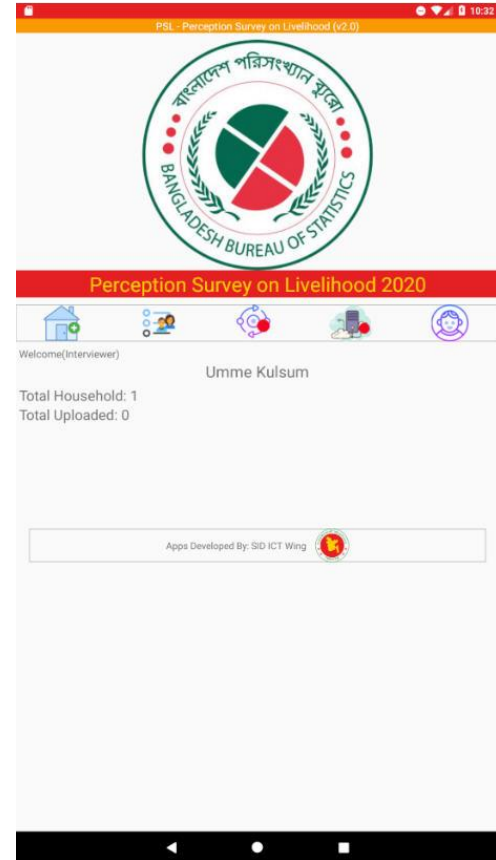 10:32
PSL - Perception Survey on Livelihood (v2.0)
বাংলাদেশ পরিসংখ্যান ব্যুরো
BANGLADESH BUREAU OF STATISTICS
Perception Survey on Livelihood 2020
Welcome(Interviewer)
Umme Kulsum
Total Household: 1
Total Uploaded: 0
Apps Developed By: SID ICT Wing